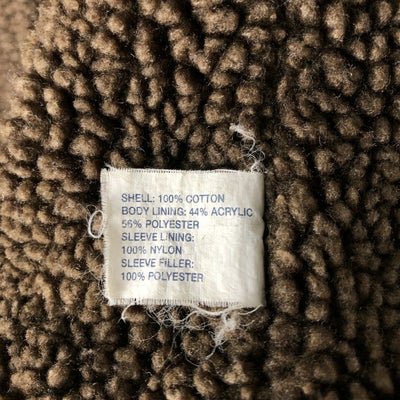 SHELL: 100% COTTON
BODY LINING: 44% ACRYLIC
56% POLYESTER
SLEEVE LINING:
100% NYLON
SLEEVE FILLER:
100% POLYESTER